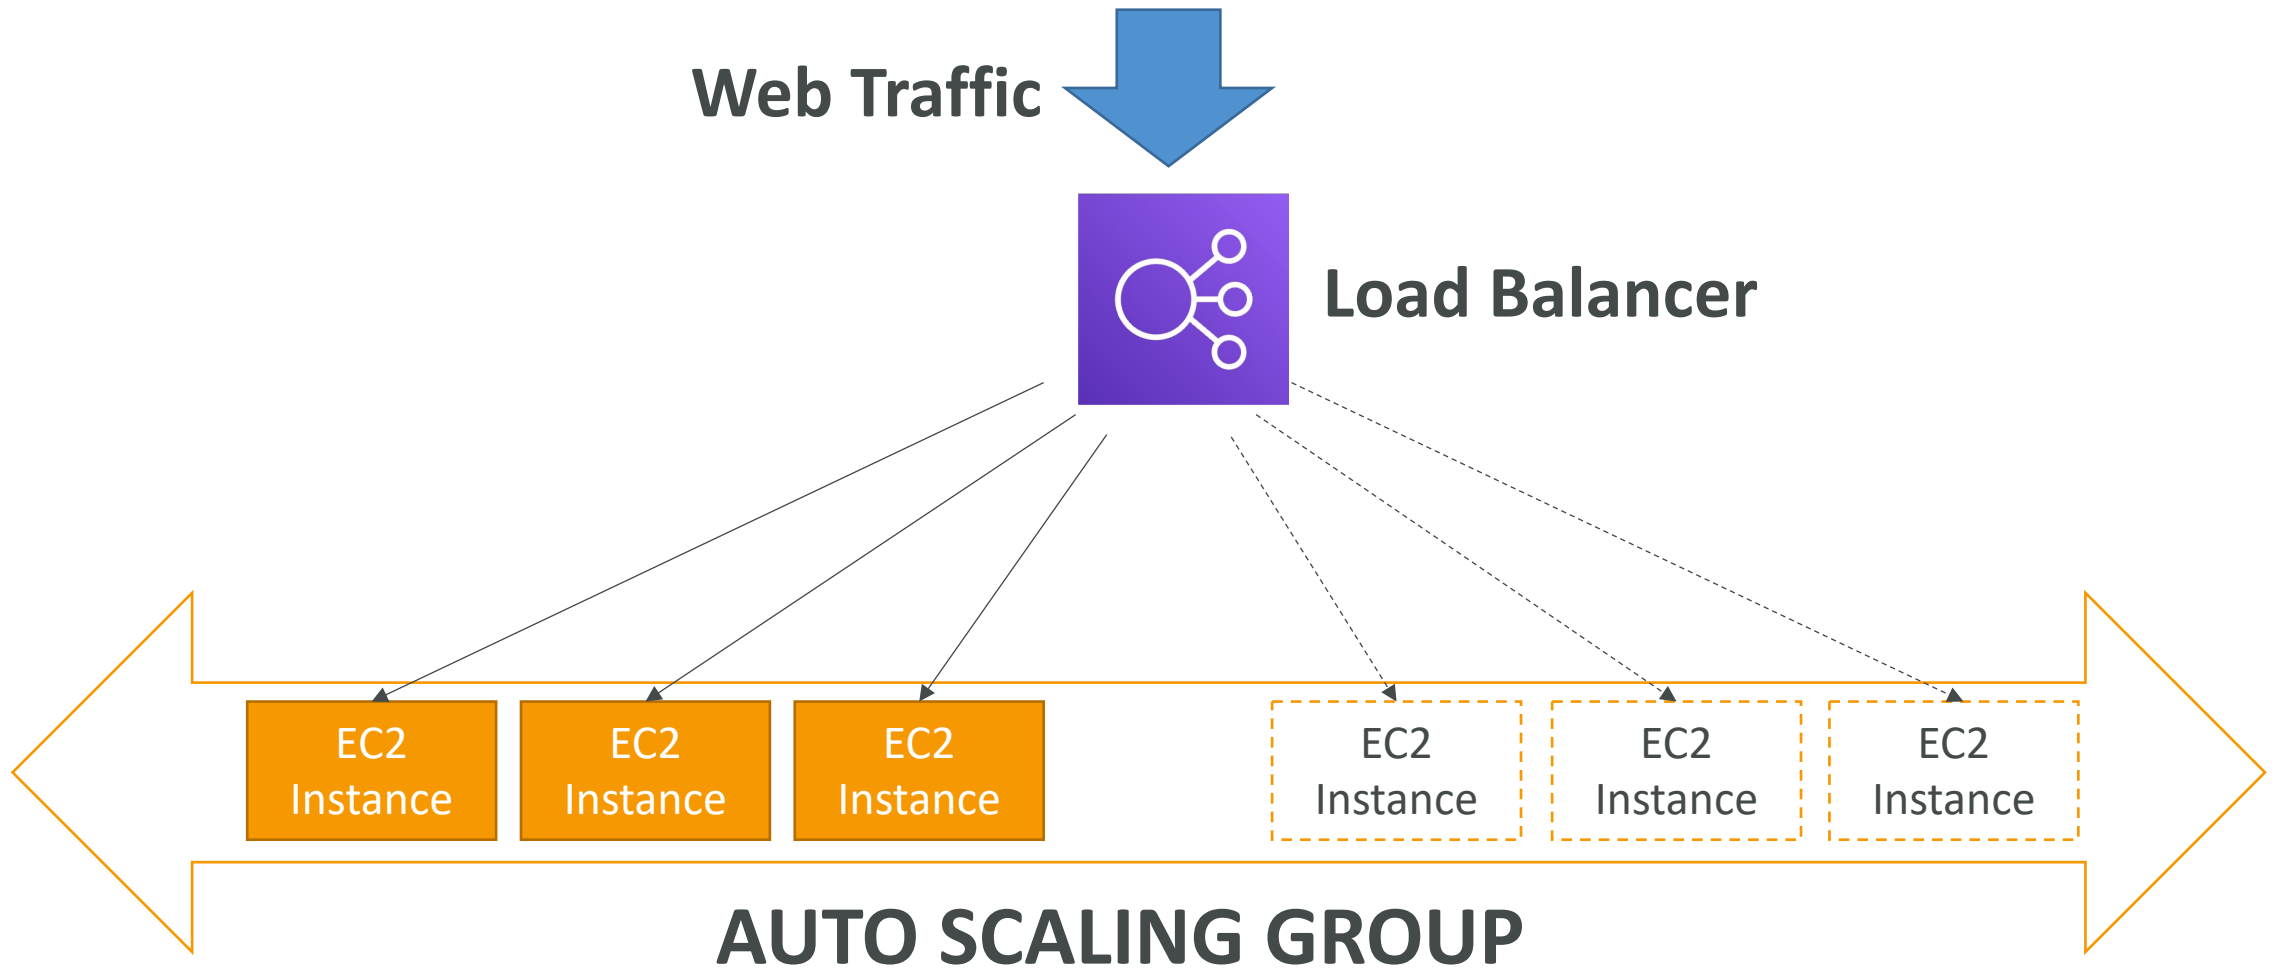 Web Traffic
Load Balancer
EC2
Instance
EC2
Instance
EC2
Instance
EC2
Instance
EC2
Instance
EC2
Instance
AUTO SCALING GROUP